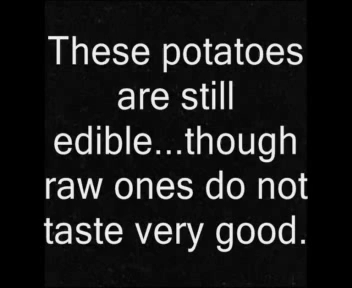 These potatoes
are still
edible...though
raw ones do not
taste very good.